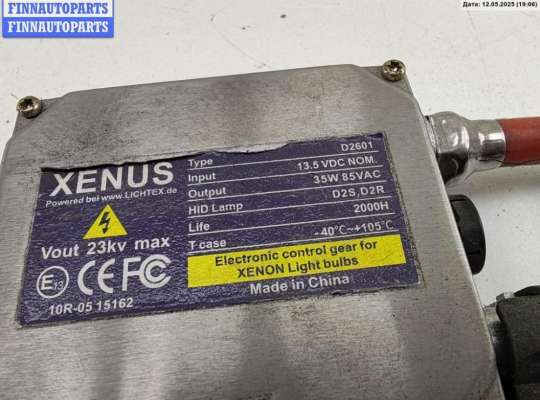 FINNAUTOPARTS
FINNAUTOPARTS
Дата: 12.05.2025 (19:06)
XENUS
Powered bei www.LICHTEX.de
Vout 23kv max
E13 CE FC
10R-05 15162
Type D2601
Input 13.5 VDC NOM.
Output 35W 85VAC
HID Lamp D2S,D2R
Life 2000H
T case -40℃~+105℃
Electronic control gear for
XENON Light bulbs
Made in China